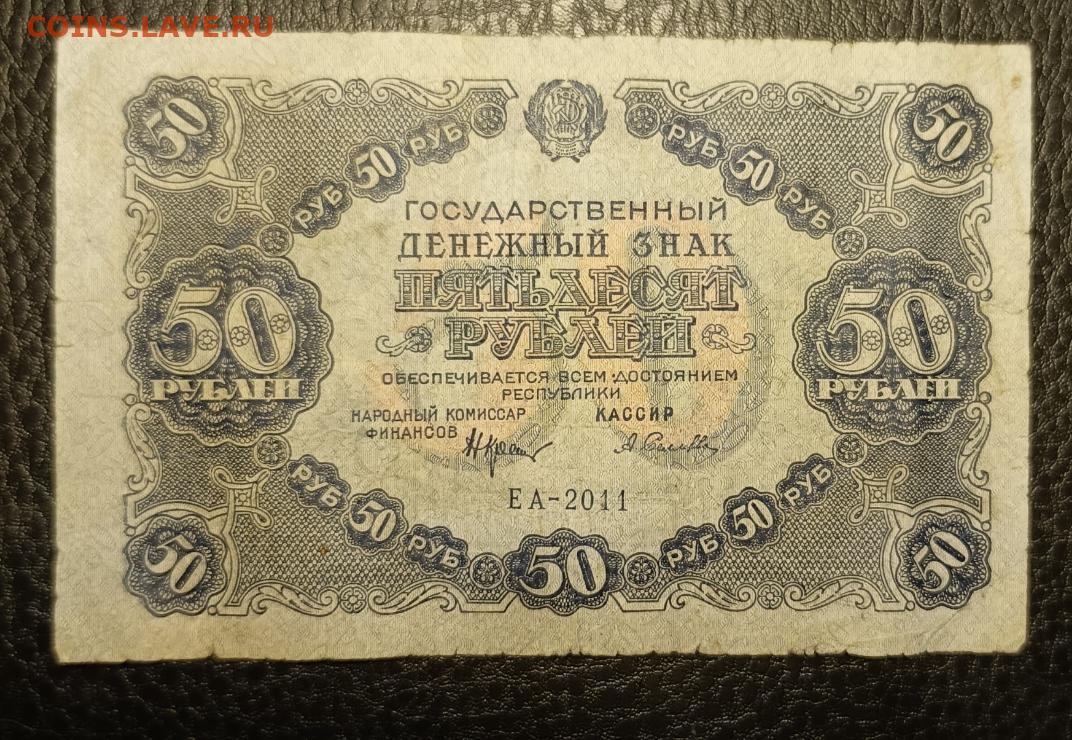 COINS.LAVE.RU
50 РУБ 50 РУБ РУБ 50 РУБ 50
ГОСУДАРСТВЕННЫЙ
ДЕНЕЖНЫЙ ЗНАК
ПЯТЬДЕСЯТ
РУБЛЕЙ
50 РУБЛЕЙ
50 РУБЛЕЙ
ОБЕСПЕЧИВАЕТСЯ ВСЕМ ДОСТОЯНИЕМ
РЕСПУБЛИКИ
НАРОДНЫЙ КОМИССАР
ФИНАНСОВ
КАССИР
ЕА-2011
50 РУБ 50 РУБ 50 РУБ 50 РУБ 50